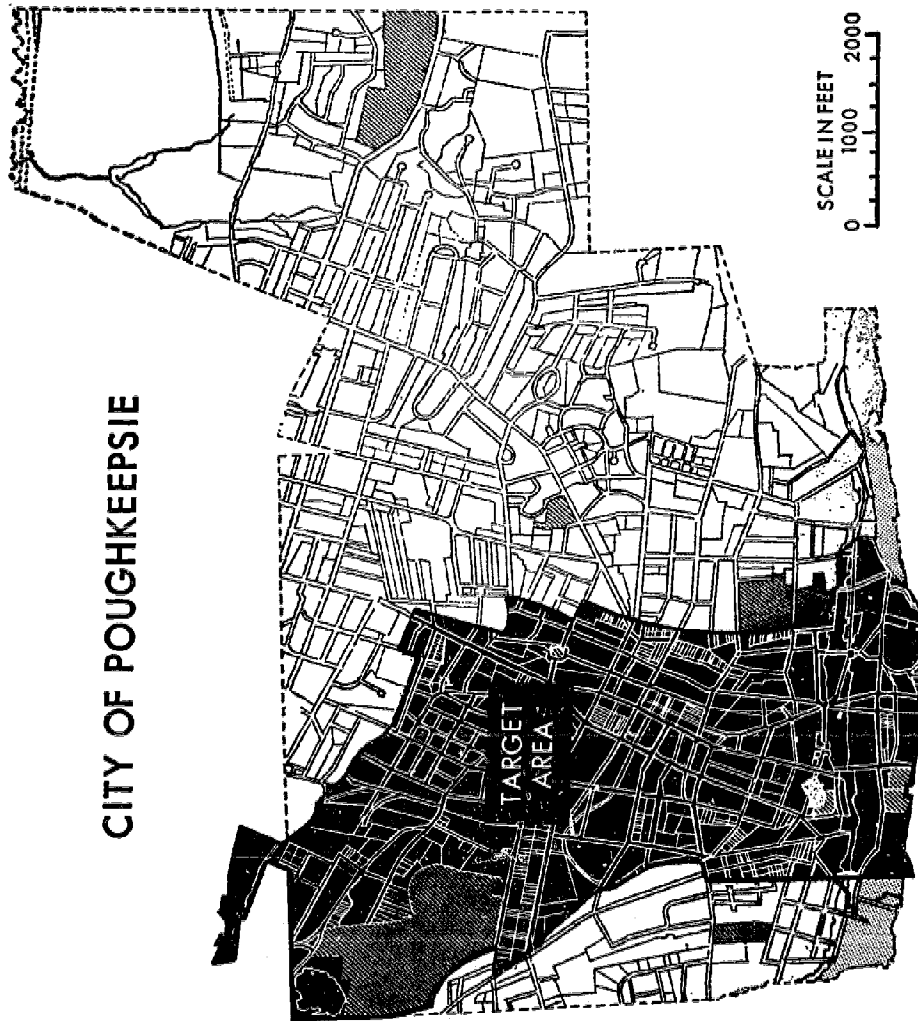 CITY OF POUGHKEEPSIE
TARGET
AREA
SCALE IN FEET
0 1000 2000